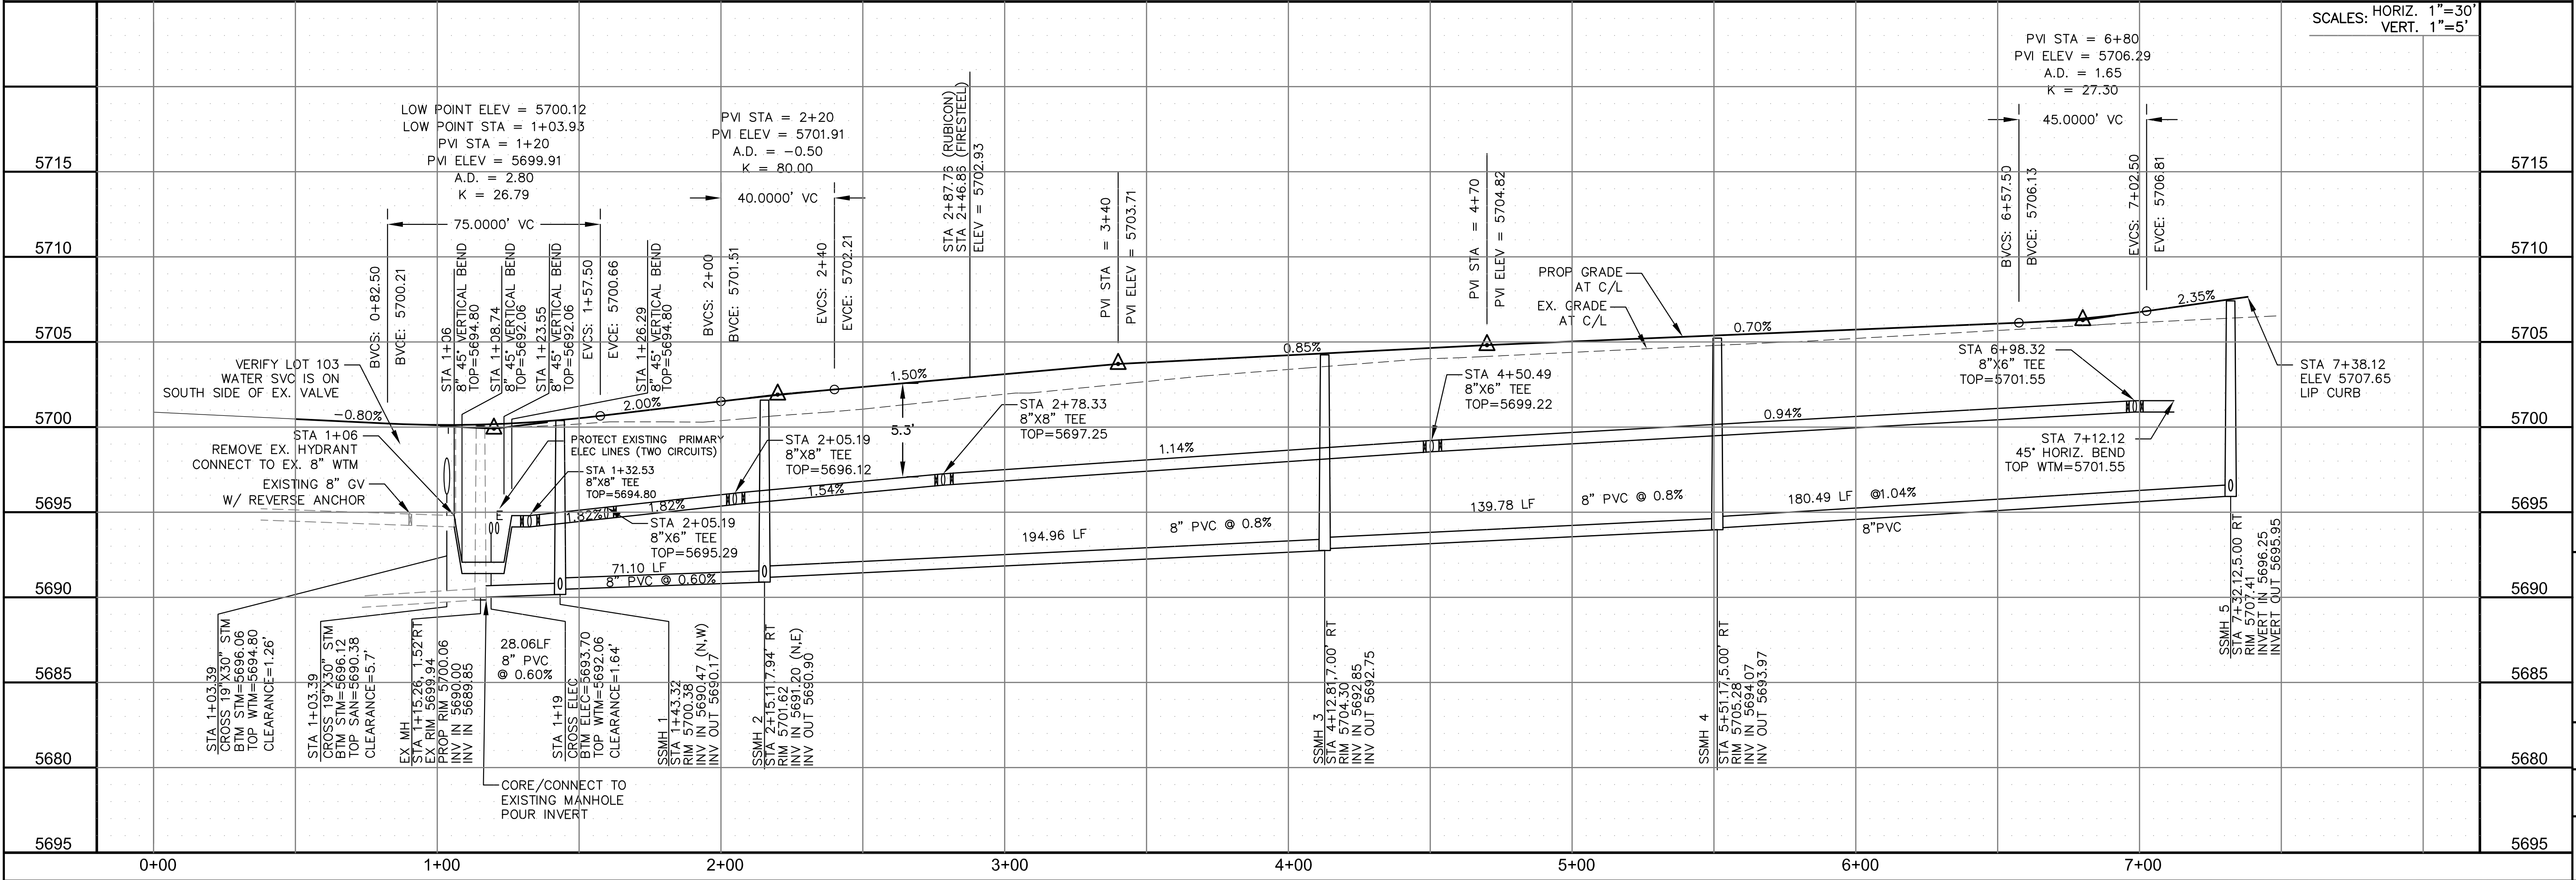 SCALES: HORIZ. 1"=30'
VERT. 1"=5'
PVI STA = 6+80
PVI ELEV = 5706.29
A.D. = 1.65
K = 27.30
45.0000' VC
LOW POINT ELEV = 5700.12
LOW POINT STA = 1+03.93
PVI STA = 1+20
PVI ELEV = 5699.91
A.D. = 2.80
K = 26.79
75.0000' VC
PVI STA = 2+20
PVI ELEV = 5701.91
A.D. = -0.50
K = 80.00
40.0000' VC
STA 2+87.76 (RUBICON)
STA 2+46.86 (FIRESTEEL)
ELEV = 5702.93
5715
5710
5705
5700
5695
5690
5685
5680
5695
5715
5710
5705
5700
5695
5690
5685
5680
5695
BVCS: 0+82.50
BVCE: 5700.21
STA 1+06
8" 45° VERTICAL BEND
TOP=5694.80
STA 1+08.74
8" 45° VERTICAL BEND
TOP=5692.06
STA 1+23.55
8" 45° VERTICAL BEND
TOP=5692.06
EVCS: 1+57.50
EVCE: 5700.66
STA 1+26.29
8" 45° VERTICAL BEND
TOP=5694.80
BVCS: 2+00
BVCE: 5701.51
EVCS: 2+40
EVCE: 5702.21
PVI STA = 3+40
PVI ELEV = 5703.71
PVI STA = 4+70
PVI ELEV = 5704.82
BVCS: 6+57.50
BVCE: 5706.13
EVCS: 7+02.50
EVCE: 5706.81
PROP GRADE
AT C/L
EX. GRADE
AT C/L
-0.80%
2.00%
1.50%
0.85%
0.70%
2.35%
VERIFY LOT 103
WATER SVC IS ON
SOUTH SIDE OF EX. VALVE
STA 1+06
REMOVE EX. HYDRANT
CONNECT TO EX. 8" WTM
EXISTING 8" GV
W/ REVERSE ANCHOR
PROTECT EXISTING PRIMARY
ELEC LINES (TWO CIRCUITS)
STA 1+32.53
8"X8" TEE
TOP=5694.80
E
STA 2+05.19
8"X8" TEE
TOP=5696.12
STA 2+05.19
8"X6" TEE
TOP=5695.29
5.3'
STA 2+78.33
8"X8" TEE
TOP=5697.25
STA 4+50.49
8"X6" TEE
TOP=5699.22
STA 6+98.32
8"X6" TEE
TOP=5701.55
STA 7+12.12
45° HORIZ. BEND
TOP WTM=5701.55
STA 7+38.12
ELEV 5707.65
LIP CURB
1.82%
1.82%
1.54%
1.14%
0.94%
71.10 LF
8" PVC @ 0.60%
194.96 LF
8" PVC @ 0.8%
139.78 LF
8" PVC @ 0.8%
180.49 LF @1.04%
8"PVC
28.06LF
8" PVC
@ 0.60%
STA 1+03.39
CROSS 19"X30" STM
BTM STM=5696.06
TOP WTM=5694.80
CLEARANCE=1.26'
STA 1+03.39
CROSS 19"X30" STM
BTM STM=5696.12
TOP SAN=5690.38
CLEARANCE=5.7'
EX MH
STA 1+15.26, 1.52'RT
EX RIM 5699.94
PROP RIM 5700.06
INV IN 5690.00
INV IN 5689.85
STA 1+19
CROSS ELEC
BTM ELEC=5693.70
TOP WTM=5692.06
CLEARANCE=1.64'
SSMH 1
STA 1+43.32
RIM 5700.38
INV IN 5690.47 (N,W)
INV OUT 5690.17
SSMH 2
STA 2+15.11,7.94' RT
RIM 5701.62
INV IN 5691.20 (N,E)
INV OUT 5690.90
SSMH 3
STA 4+12.81,7.00' RT
RIM 5704.30
INV IN 5692.85
INV OUT 5692.75
SSMH 4
STA 5+51.17,5.00' RT
RIM 5705.28
INV IN 5694.07
INV OUT 5693.97
SSMH 5
STA 7+32.12,5.00 RT
RIM 5707.41
INVERT IN 5696.25
INVERT OUT 5695.95
CORE/CONNECT TO
EXISTING MANHOLE
POUR INVERT
0+00
1+00
2+00
3+00
4+00
5+00
6+00
7+00